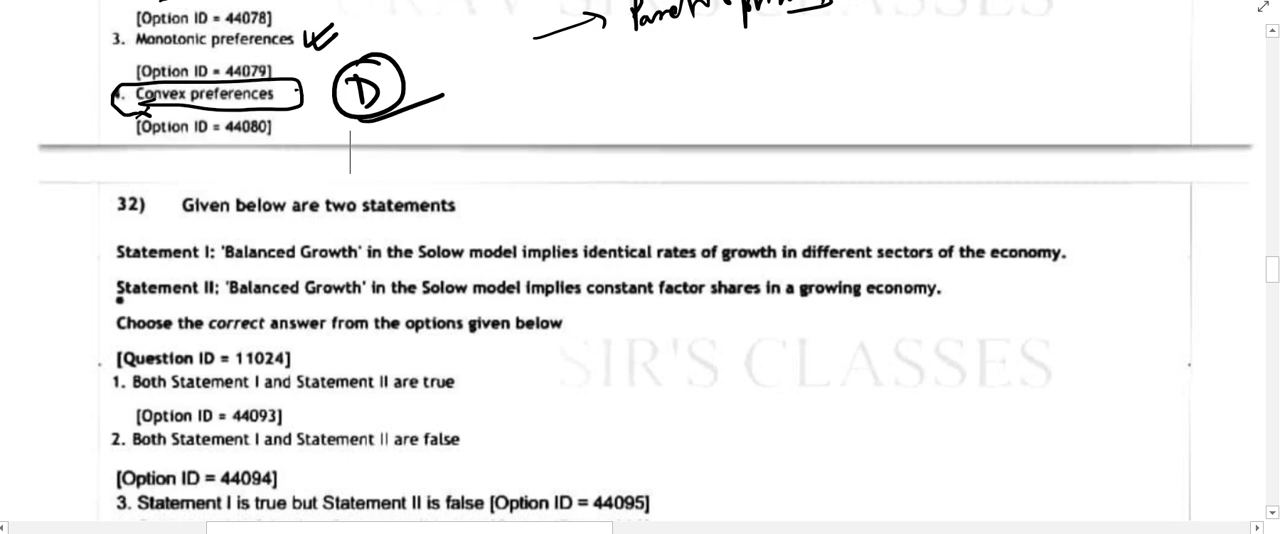 [Option ID = 44078]
3. Monotonic preferences
[Option ID = 44079]
Convex preferences
D
[Option ID = 44080]
32) Given below are two statements
Statement I: 'Balanced Growth' in the Solow model implies identical rates of growth in different sectors of the economy.
Statement II: 'Balanced Growth' in the Solow model implies constant factor shares in a growing economy.
Choose the correct answer from the options given below
SIR'S CLASSES
[Question ID = 11024]
1. Both Statement I and Statement II are true
[Option ID = 44093]
2. Both Statement I and Statement II are false
[Option ID = 44094]
3. Statement I is true but Statement II is false [Option ID = 44095]